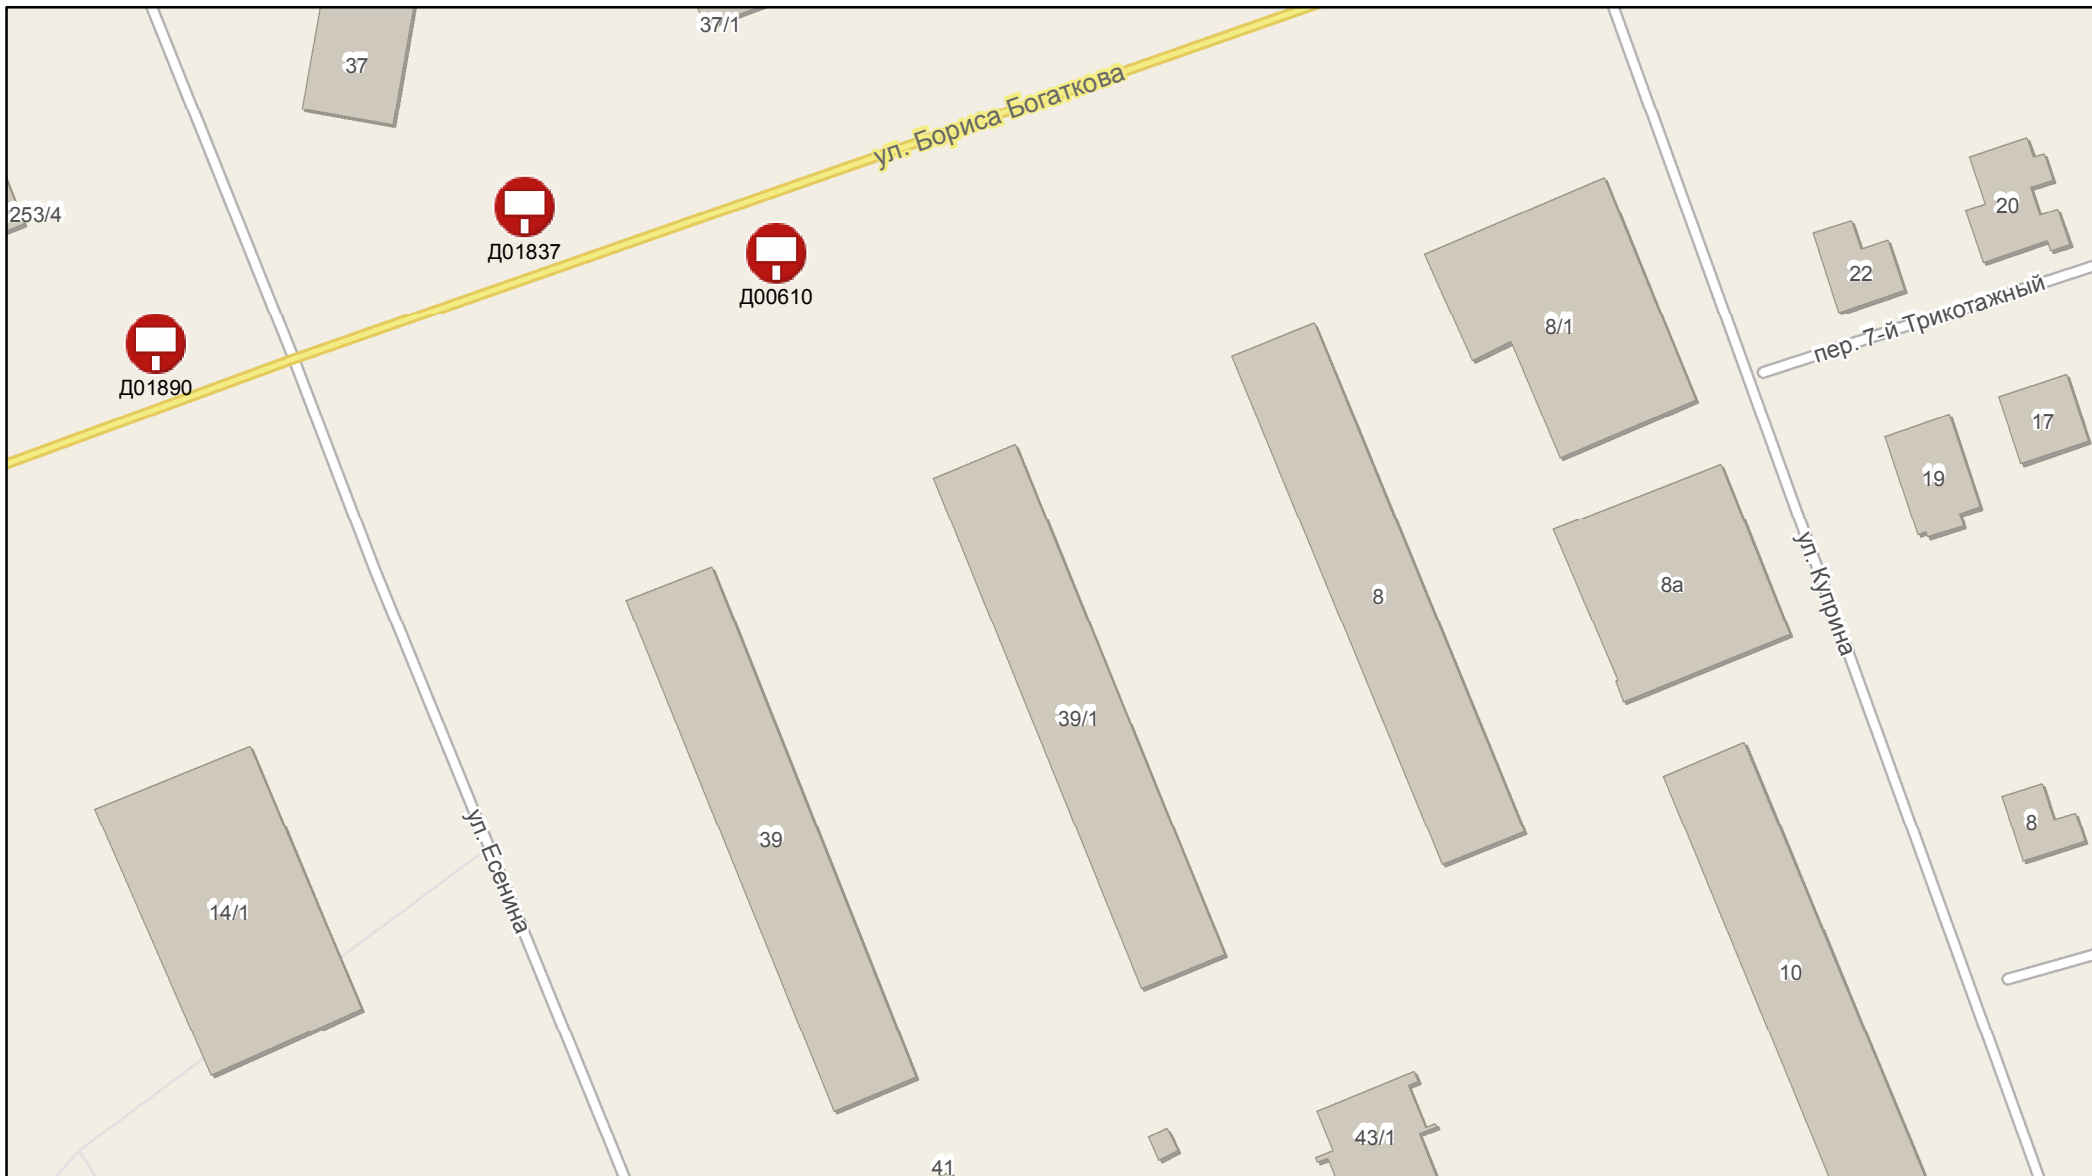 37/1
37
ул. Бориса Богаткова
20
253/4
Д01837
22
Д00610
пер. 7-й Трикотажный
8/1
Д01890
17
19
8а
8
ул. Куприна
39/1
8
39
ул. Есенина
14/1
10
43/1
41